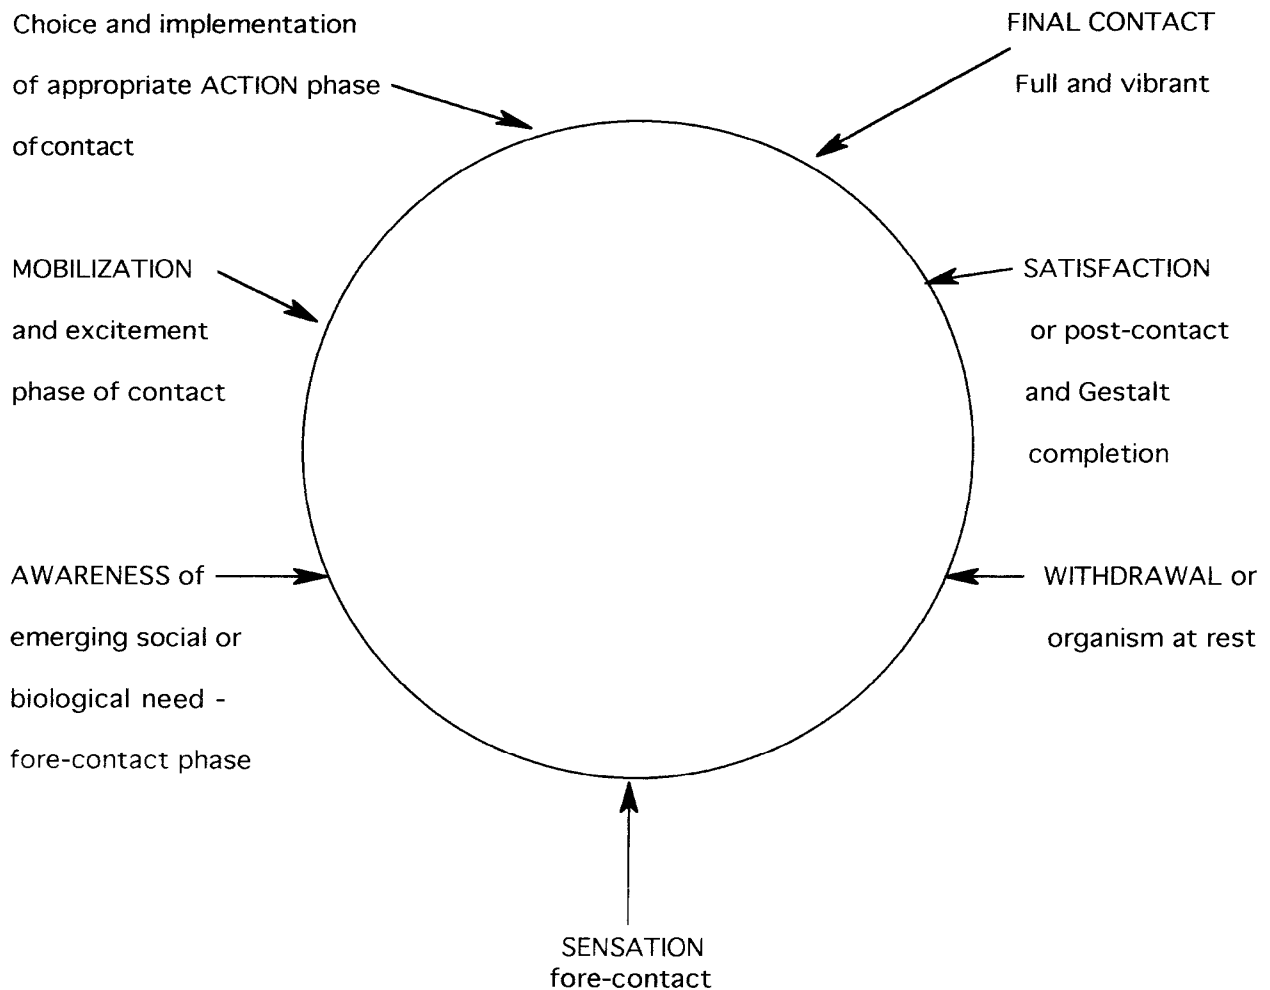 Choice and implementation
of appropriate ACTION phase
of contact
FINAL CONTACT
Full and vibrant
MOBILIZATION
and excitement
phase of contact
SATISFACTION
or post-contact
and Gestalt
completion
AWARENESS of
emerging social or
biological need -
fore-contact phase
WITHDRAWAL or
organism at rest
SENSATION
fore-contact